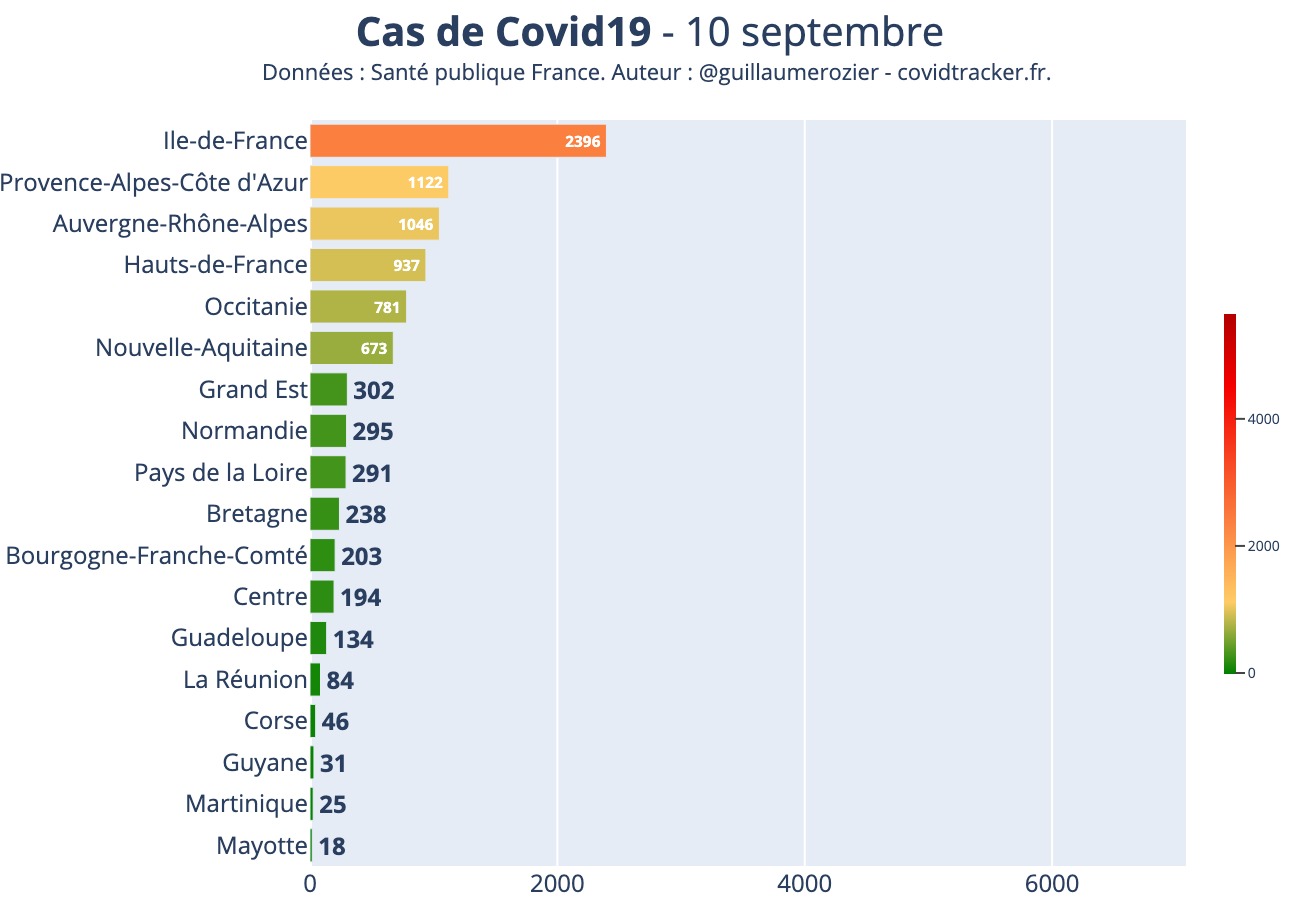 Cas de Covid19 - 10 septembre
Données : Santé publique France. Auteur : @guillaumerozier - covidtracker.fr.
Ile-de-France 2396
Provence-Alpes-Côte d'Azur 1122
Auvergne-Rhône-Alpes 1046
Hauts-de-France 937
Occitanie 781
Nouvelle-Aquitaine 673
Grand Est 302
Normandie 295
Pays de la Loire 291
Bretagne 238
Bourgogne-Franche-Comté 203
Centre 194
Guadeloupe 134
La Réunion 84
Corse 46
Guyane 31
Martinique 25
Mayotte 18
0 2000 4000 6000
4000
2000
0